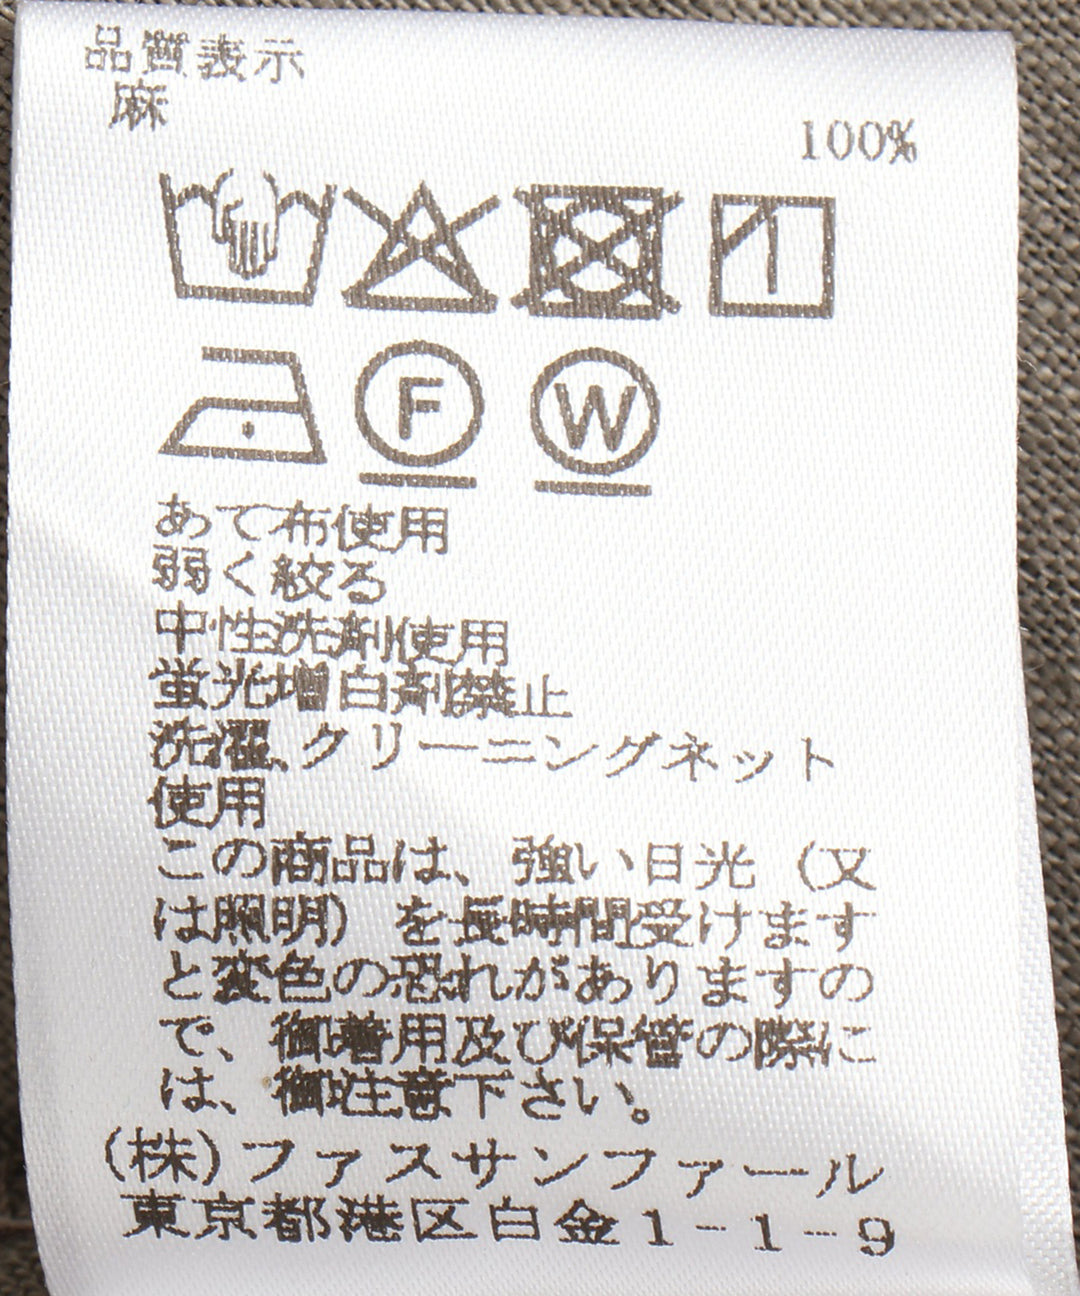 品質表示
麻
100%
F W
あて布使用
弱く絞る
中性洗剤使用
蛍光増白剤禁止
洗濯、クリーニングネット
使用
この商品は、強い日光（又
は照明）を長時間受けます
と変色の恐れがありますの
で、御着用及び保管の際に
は、御注意下さい。
(株)ファスサンファール
東京都港区白金1-1-9